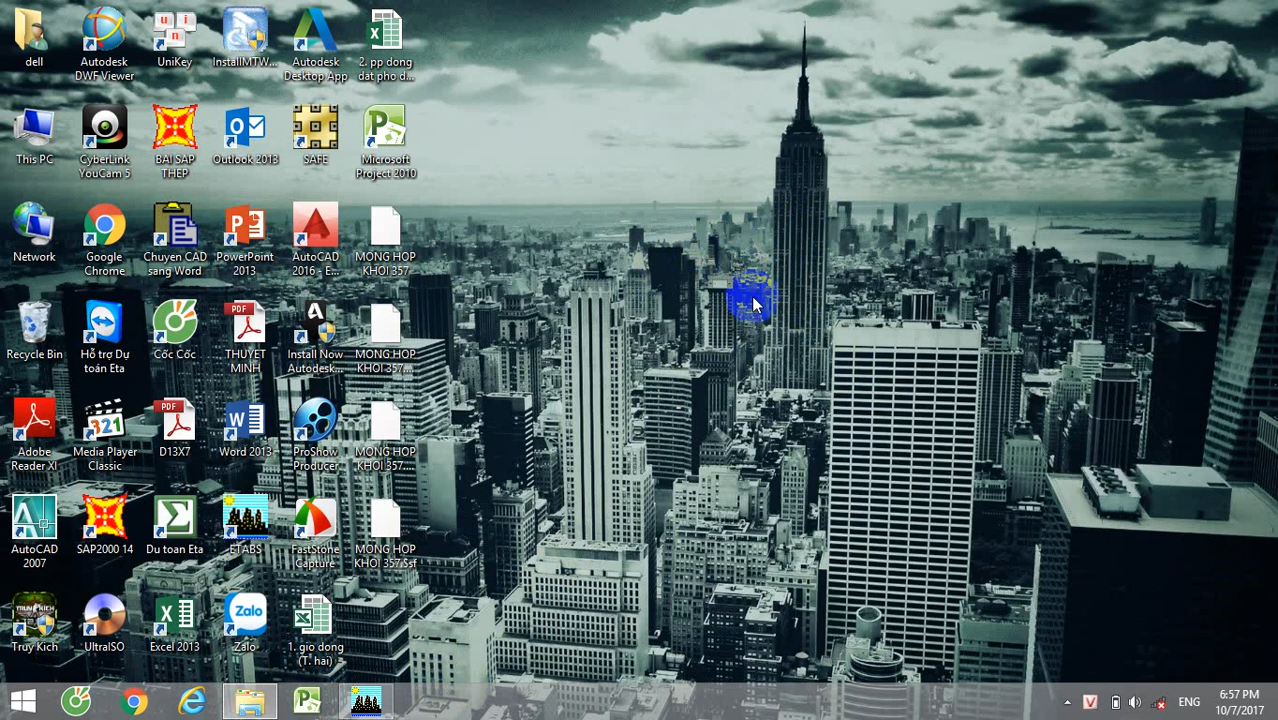 dell
Autodesk
DWF Viewer
UniKey
InstallMTW...
Autodesk
Desktop App
2. pp dong
dat pho d...
This PC
CyberLink
YouCam 5
BAI SAP
THEP
Outlook 2013
SAFE
Microsoft
Project 2010
Network
Google
Chrome
Chuyen CAD
sang Word
PowerPoint
2013
AutoCAD
2016 - E...
MONG HOP
KHOI 357
Recycle Bin
Hỗ trợ Dự
toán Eta
Cốc Cốc
PDF
THUYET
MINH
Install Now
Autodesk...
MONG HOP
KHOI 357....
Adobe
Reader XI
321
Media Player
Classic
PDF
D13X7
Word 2013
ProShow
Producer
MONG HOP
KHOI 357....
AutoCAD
2007
SAP2000 14
Du toan Eta
ETABS
FastStone
Capture
MONG HOP
KHOI 357.Ssf
Truy Kich
UltraISO
Excel 2013
Zalo
Zalo
1. gio dong
(T. hai)
ENG
6:57 PM
10/7/2017